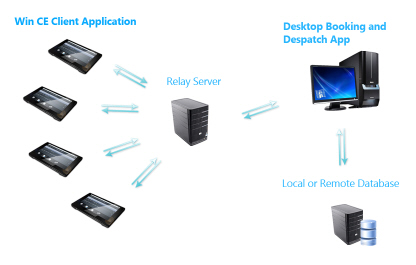 Win CE Client Application
Desktop Booking and
Despatch App
Relay Server
Local or Remote Database